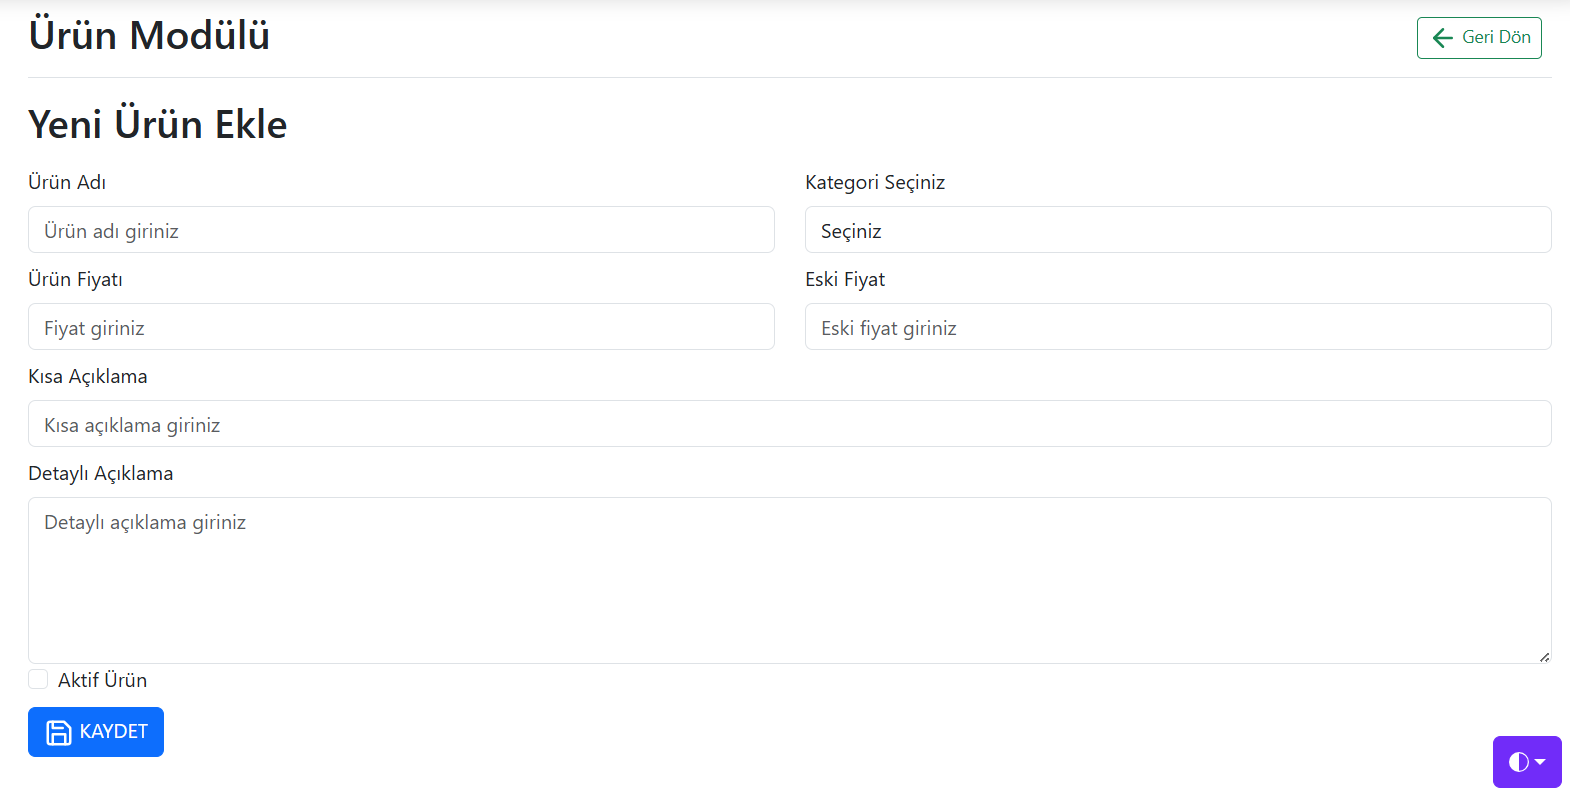 Ürün Modülü
Geri Dön
Yeni Ürün Ekle
Ürün Adı
Kategori Seçiniz
Ürün adı giriniz
Seçiniz
Ürün Fiyatı
Eski Fiyat
Fiyat giriniz
Eski fiyat giriniz
Kısa Açıklama
Kısa açıklama giriniz
Detaylı Açıklama
Detaylı açıklama giriniz
Aktif Ürün
KAYDET